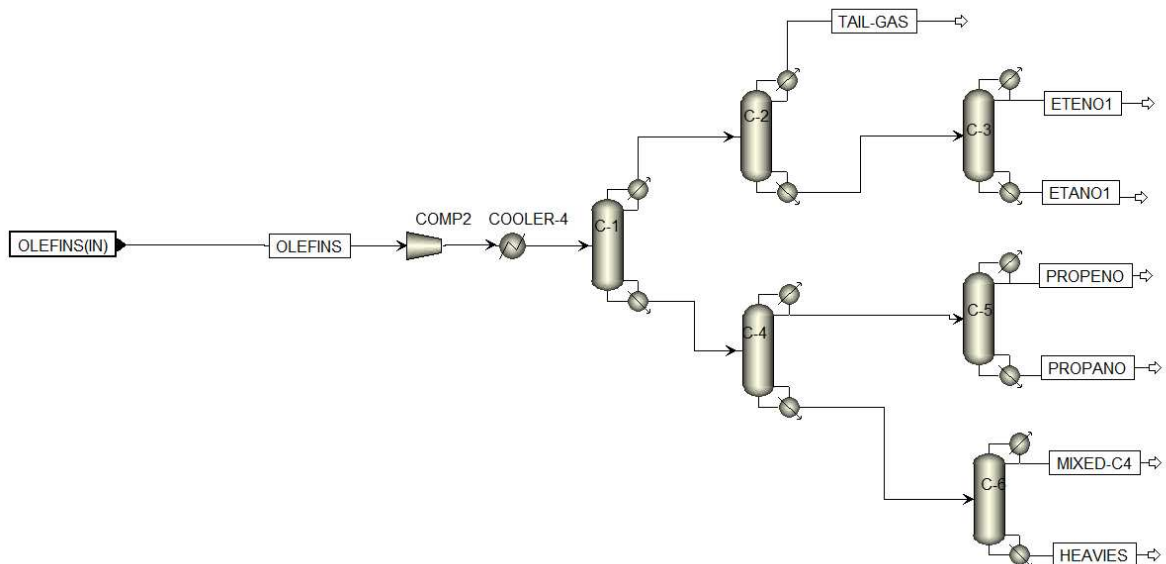 TAIL-GAS
C-2
C-3
ETENO1
ETANO1
COMP2
COOLER-4
C-1
OLEFINS(IN)
OLEFINS
C-4
C-5
PROPENO
PROPANO
C-6
MIXED-C4
HEAVIES